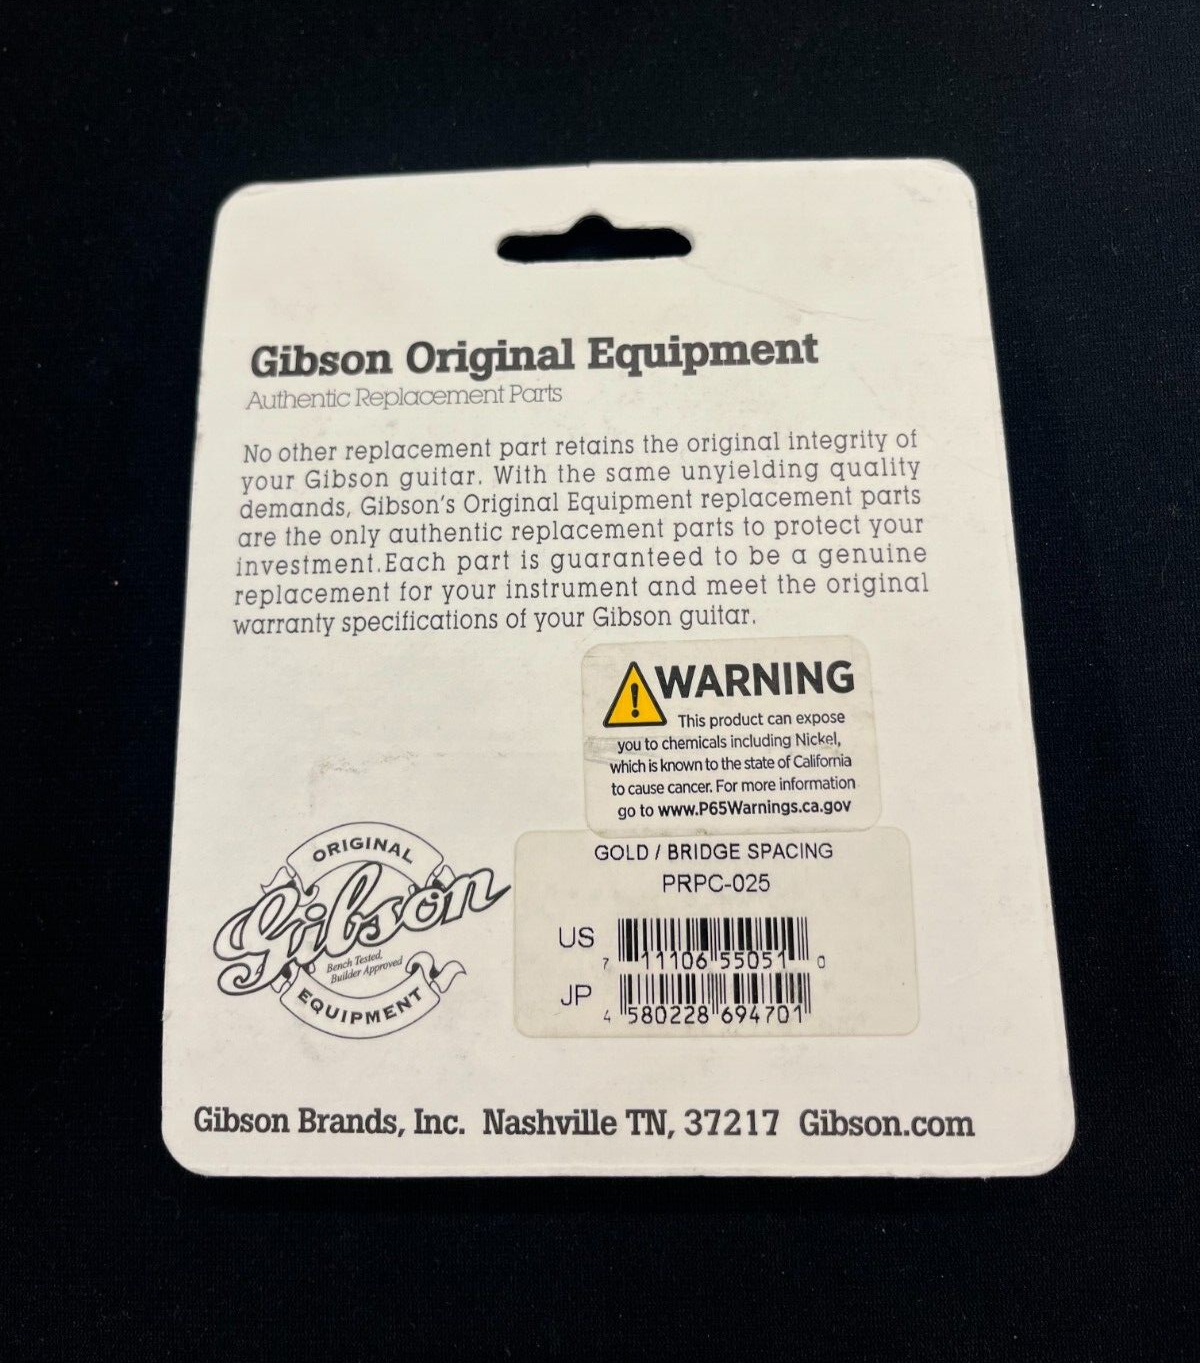 Gibson Original Equipment
Authentic Replacement Parts
No other replacement part retains the original integrity of
your Gibson guitar. With the same unyielding quality
demands, Gibson's Original Equipment replacement parts
are the only authentic replacement parts to protect your
investment.Each part is guaranteed to be a genuine
replacement for your instrument and meet the original
warranty specifications of your Gibson guitar.
WARNING
This product can expose
you to chemicals including Nickel,
which is known to the state of California
to cause cancer. For more information
go to www.P65Warnings.ca.gov
ORIGINAL
Gibson
Bench Tested,
Builder Approved
EQUIPMENT
GOLD / BRIDGE SPACING
PRPC-025
US
7 11106 55051 0
JP
4 580228 694701
Gibson Brands, Inc. Nashville TN, 37217 Gibson.com